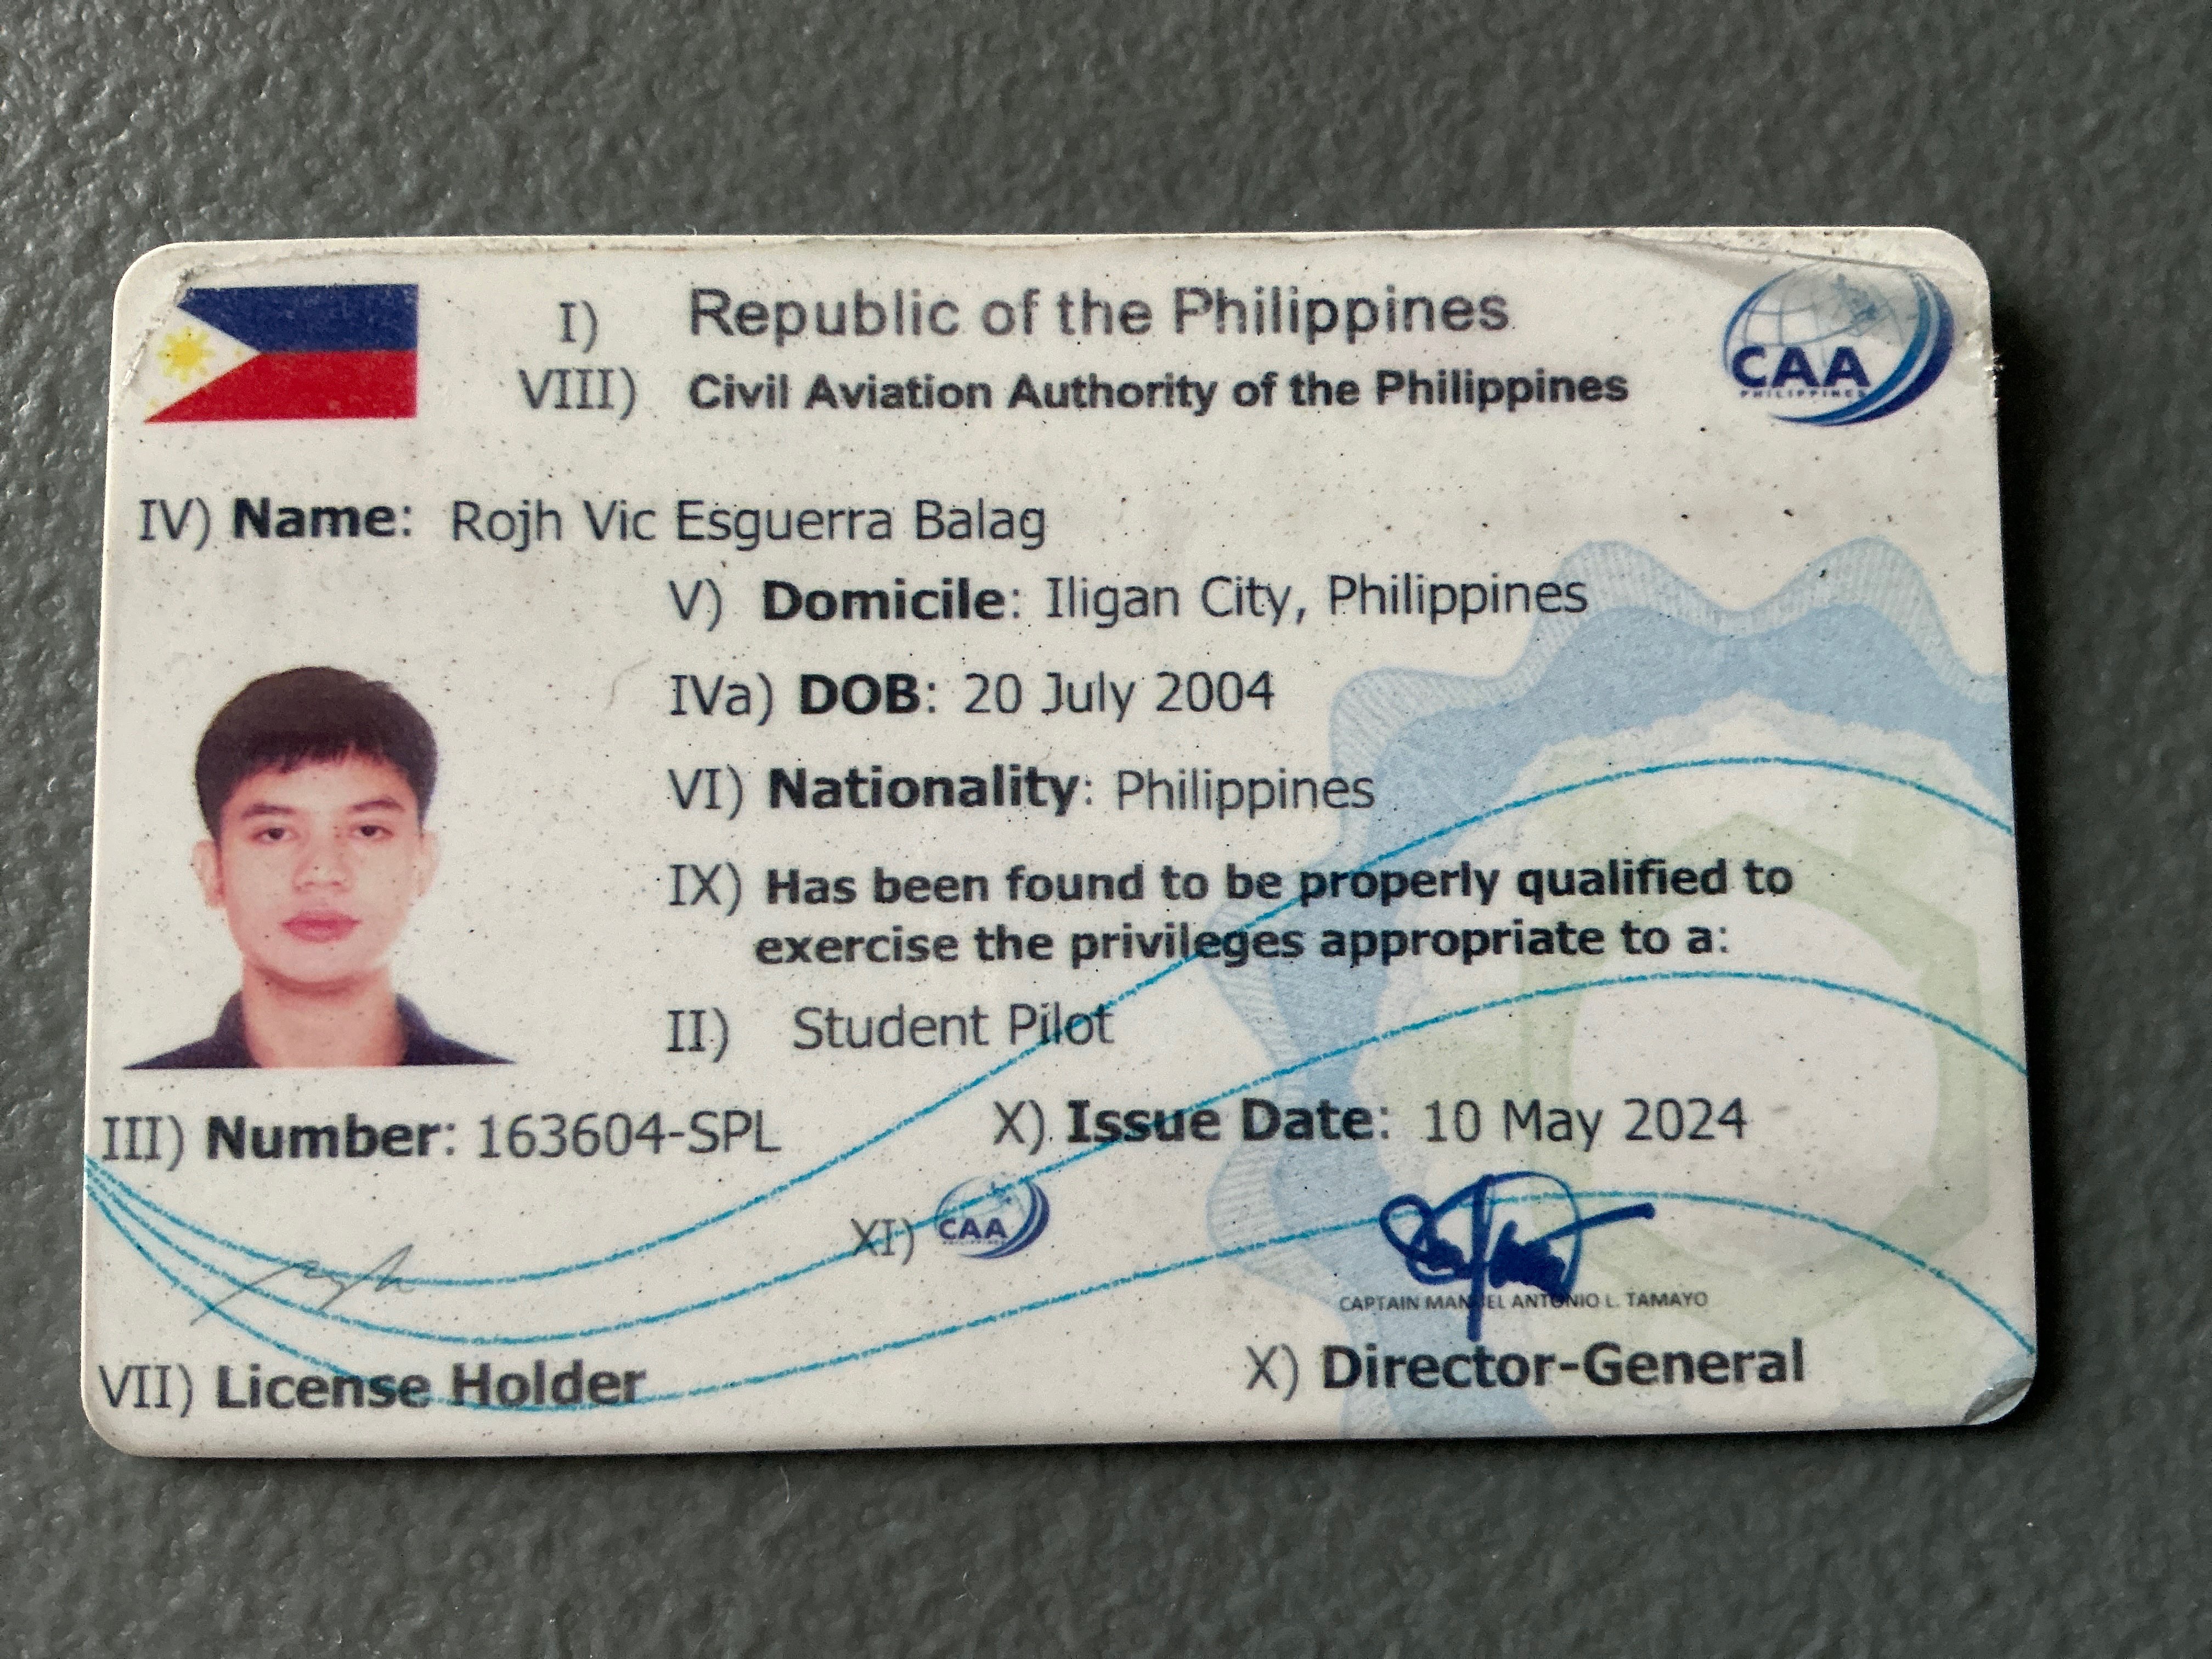 I) Republic of the Philippines
VIII) Civil Aviation Authority of the Philippines
CAA
PHILIPPINES
IV) Name: Rojh Vic Esguerra Balag
V) Domicile: Iligan City, Philippines
IVa) DOB: 20 July 2004
VI) Nationality: Philippines
IX) Has been found to be properly qualified to
exercise the privileges appropriate to a:
II) Student Pilot
III) Number: 163604-SPL X) Issue Date: 10 May 2024
XI) CAA
CAPTAIN MANUEL ANTONIO L. TAMAYO
VII) License Holder X) Director-General